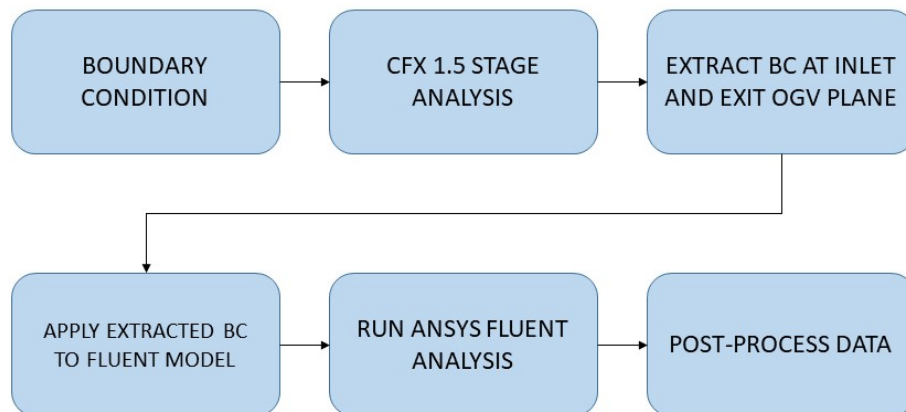 BOUNDARY
CONDITION
CFX 1.5 STAGE
ANALYSIS
EXTRACT BC AT INLET
AND EXIT OGV PLANE
APPLY EXTRACTED BC
TO FLUENT MODEL
RUN ANSYS FLUENT
ANALYSIS
POST-PROCESS DATA